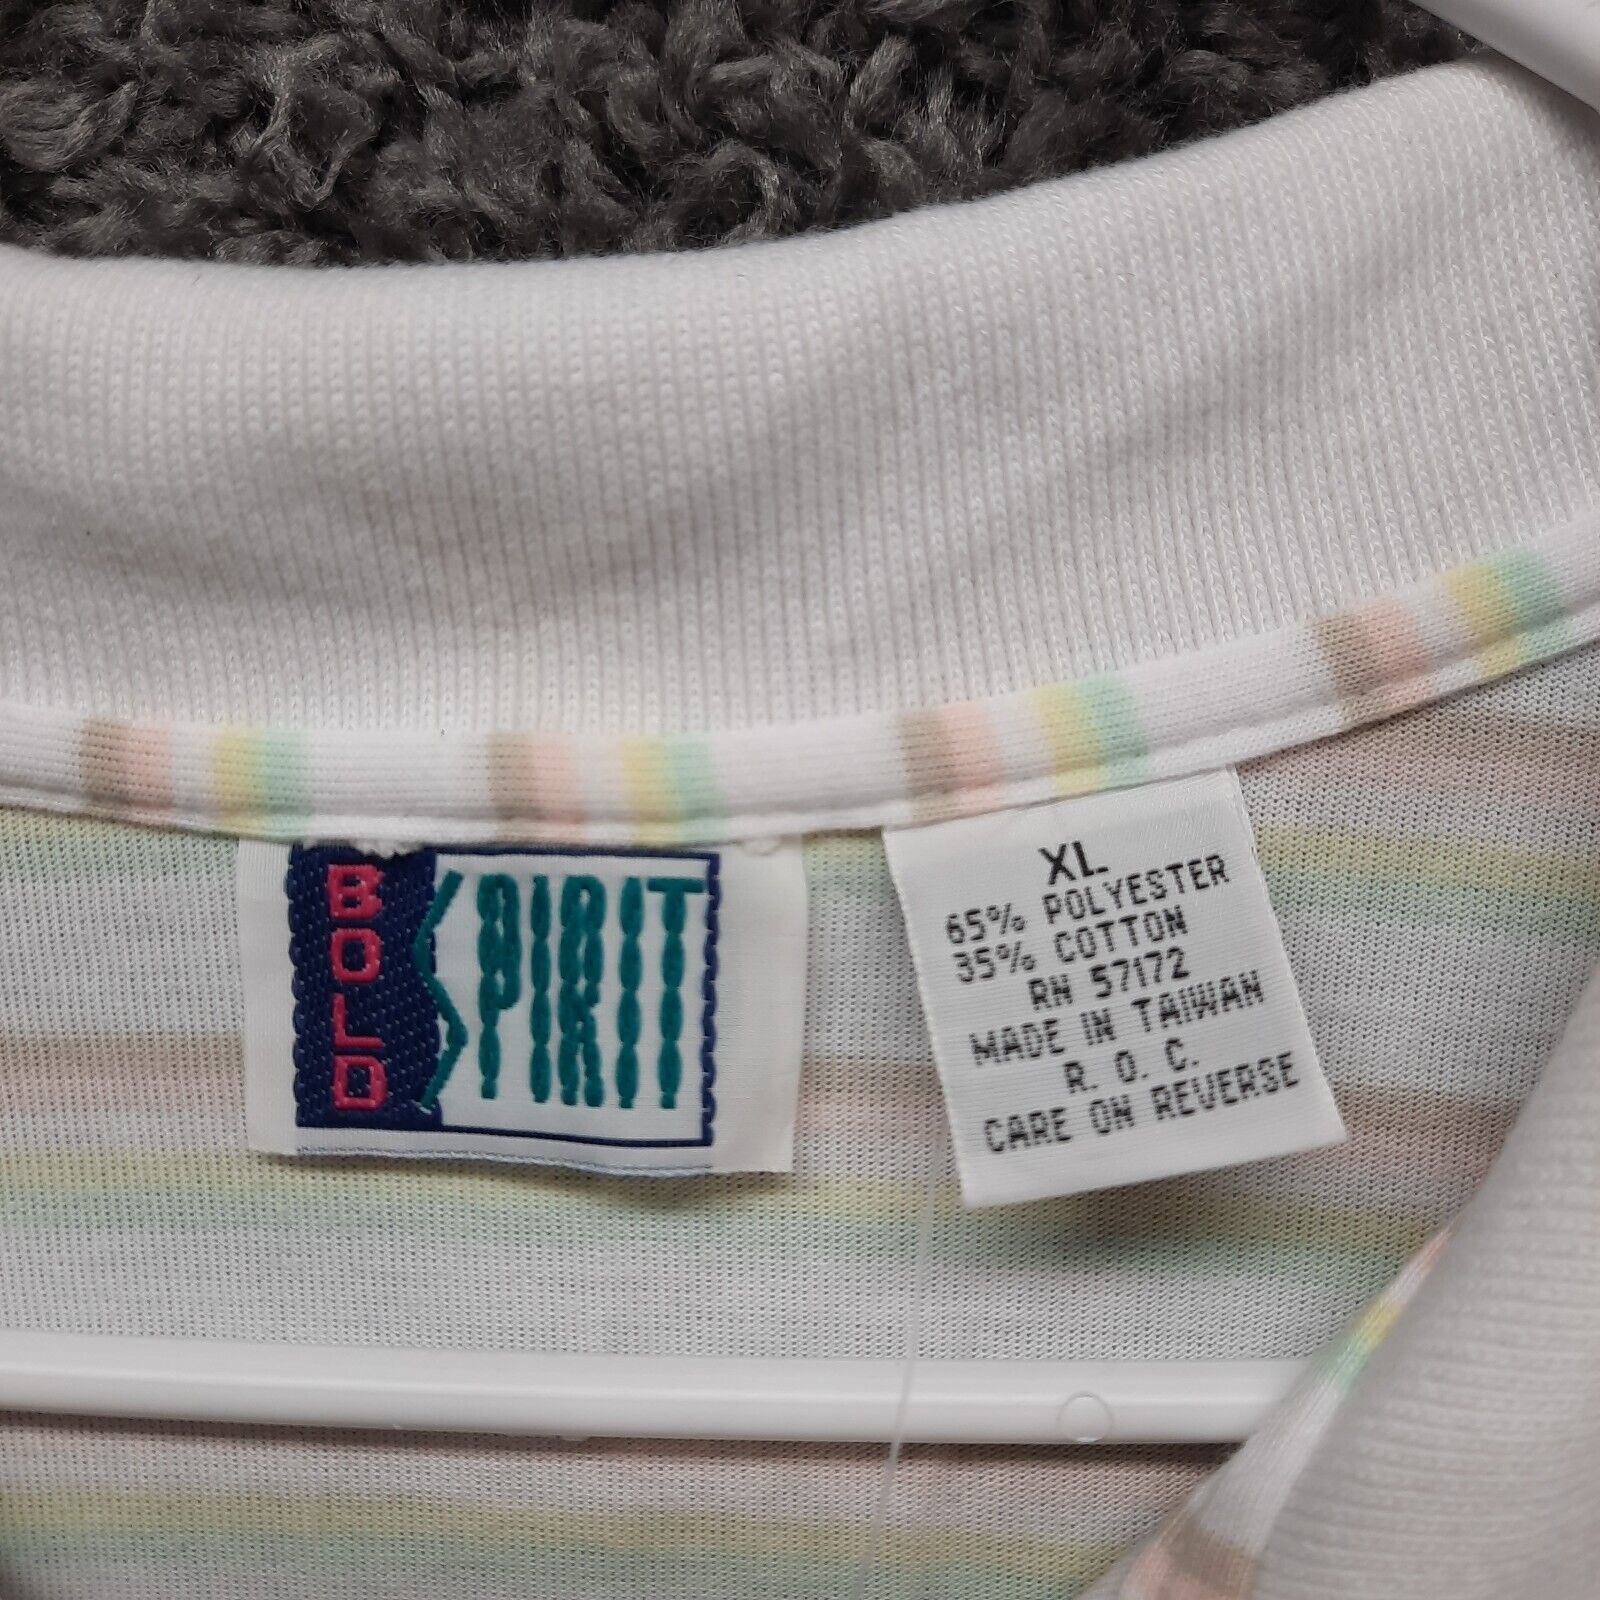 BOLD
SPIRIT
XL
65% POLYESTER
35% COTTON
RN 57172
MADE IN TAIWAN
R. O. C.
CARE ON REVERSE